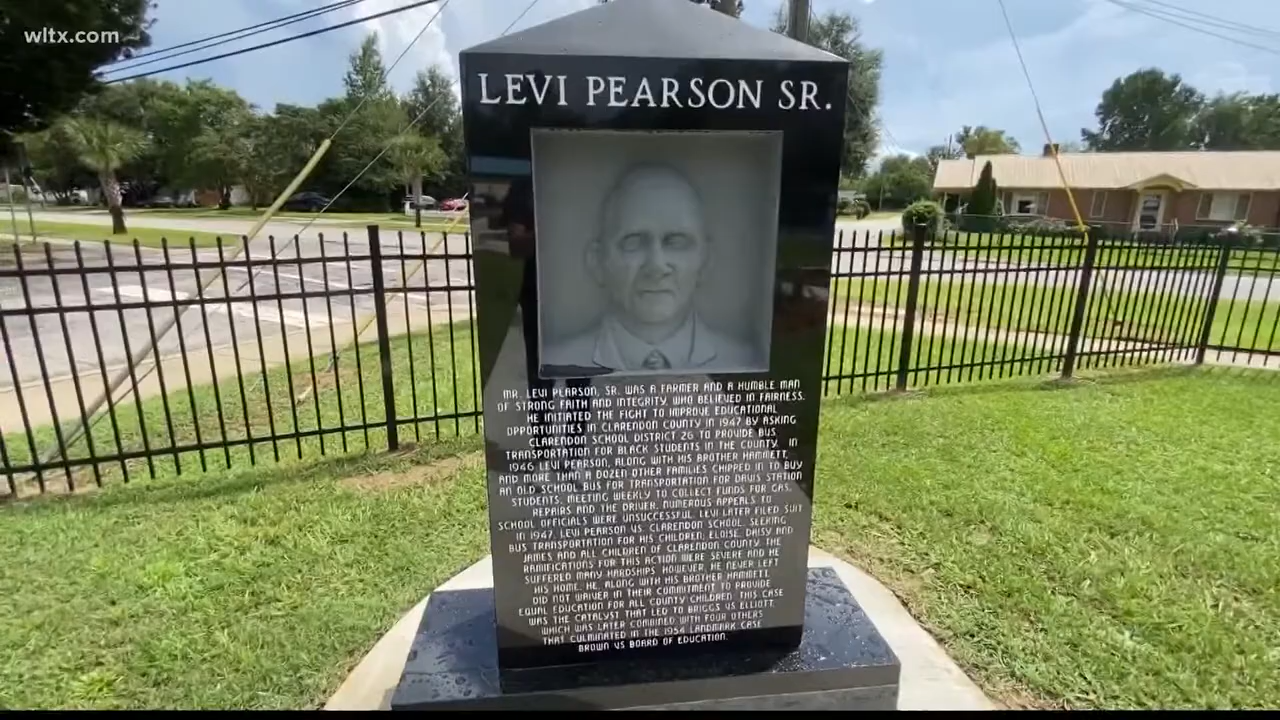 wltx.com
LEVI PEARSON SR.
MR. LEVI PEARSON, SR. WAS A FARMER AND A HUMBLE MAN
OF STRONG FAITH AND INTEGRITY, WHO BELIEVED IN FAIRNESS.
HE INITIATED THE FIGHT TO IMPROVE EDUCATIONAL
OPPORTUNITIES IN CLARENDON COUNTY IN 1947 BY ASKING
CLARENDON SCHOOL DISTRICT 26 TO PROVIDE BUS
TRANSPORTATION FOR BLACK STUDENTS IN THE COUNTY. IN
1946 LEVI PEARSON, ALONG WITH HIS BROTHER HAMMETT,
AND MORE THAN A DOZEN OTHER FAMILIES CHIPPED IN TO BUY
AN OLD SCHOOL BUS FOR TRANSPORTATION FOR DAVIS STATION
STUDENTS, MEETING WEEKLY TO COLLECT FUNDS FOR GAS,
REPAIRS AND THE DRIVER. NUMEROUS APPEALS TO
SCHOOL OFFICIALS WERE UNSUCCESSFUL. LEVI LATER FILED SUIT
IN 1947, LEVI PEARSON VS. CLARENDON SCHOOL, SEEKING
BUS TRANSPORTATION FOR HIS CHILDREN, ELOISE, DAISY AND
JAMES AND ALL CHILDREN OF CLARENDON COUNTY. THE
RAMIFICATIONS FOR THIS ACTION WERE SEVERE AND HE
SUFFERED MANY HARDSHIPS. HOWEVER, HE NEVER LEFT
HIS HOME. HE, ALONG WITH HIS BROTHER HAMMETT,
DID NOT WAIVER IN THEIR COMMITMENT TO PROVIDE
EQUAL EDUCATION FOR ALL COUNTY CHILDREN. THIS CASE
WAS THE CATALYST THAT LED TO BRIGGS VS ELLIOTT,
WHICH WAS LATER COMBINED WITH FOUR OTHERS
THAT CULMINATED IN THE 1954 LANDMARK CASE
BROWN VS BOARD OF EDUCATION.